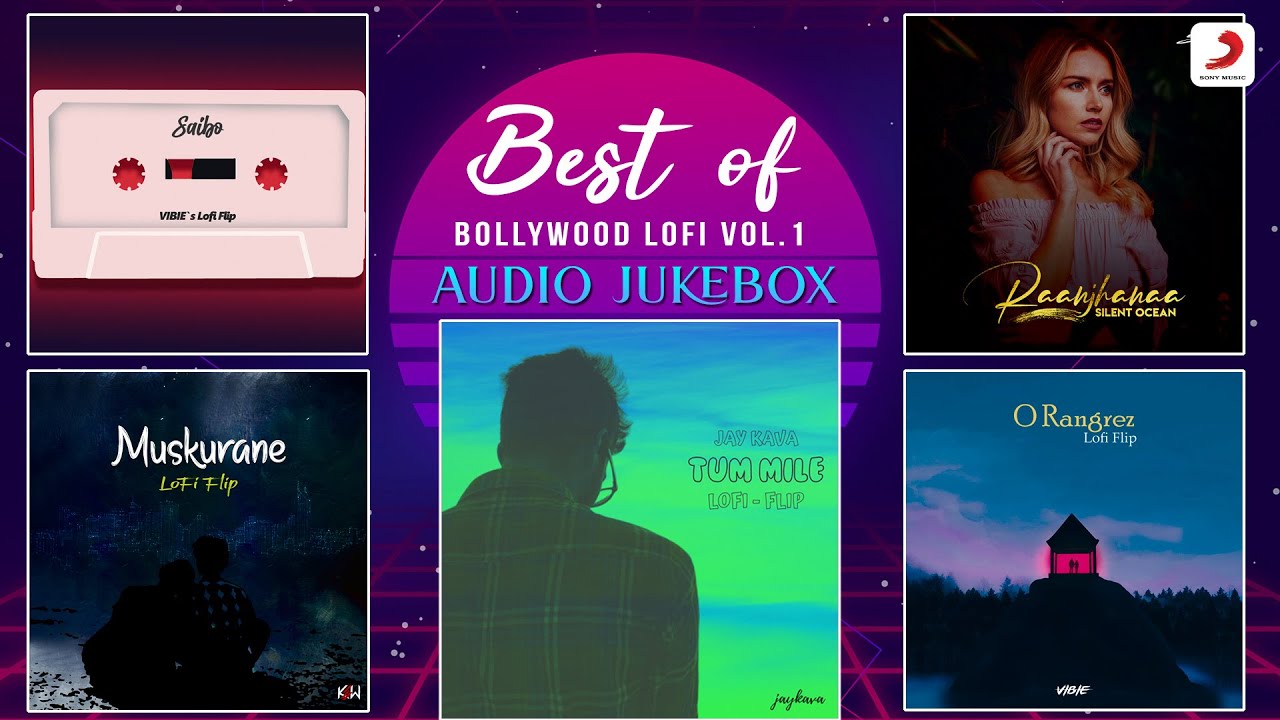 Saibo
VIBIE`s Lofi Flip
Best of
BOLLYWOOD LOFI VOL.1
AUDIO JUKEBOX
SONY MUSIC
Raanjhanaa
SILENT OCEAN
Muskurane
LoFi Flip
K4W
JAY KAVA
TUM MILE
LOFI - FLIP
jaykava
O Rangrez
Lofi Flip
VIBIE